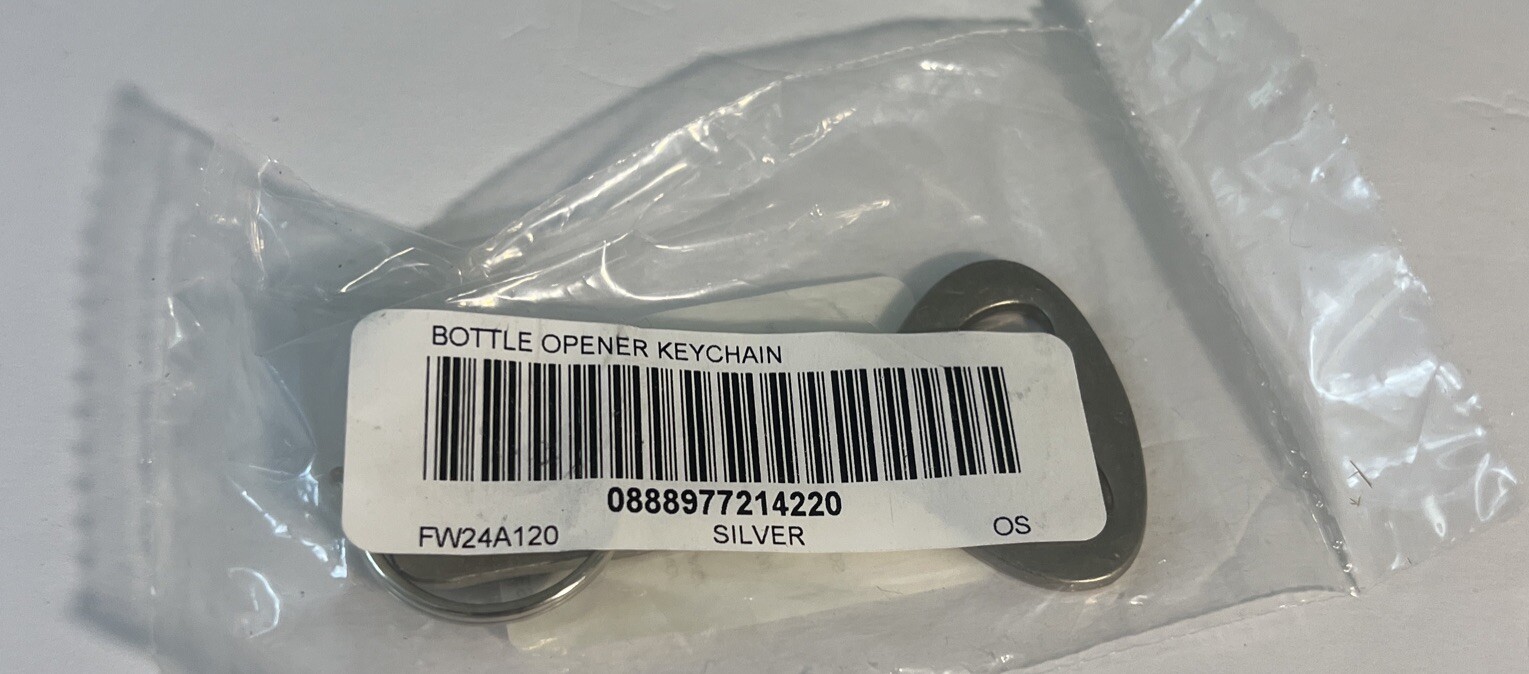 BOTTLE OPENER KEYCHAIN
0888977214220
FW24A120 SILVER OS